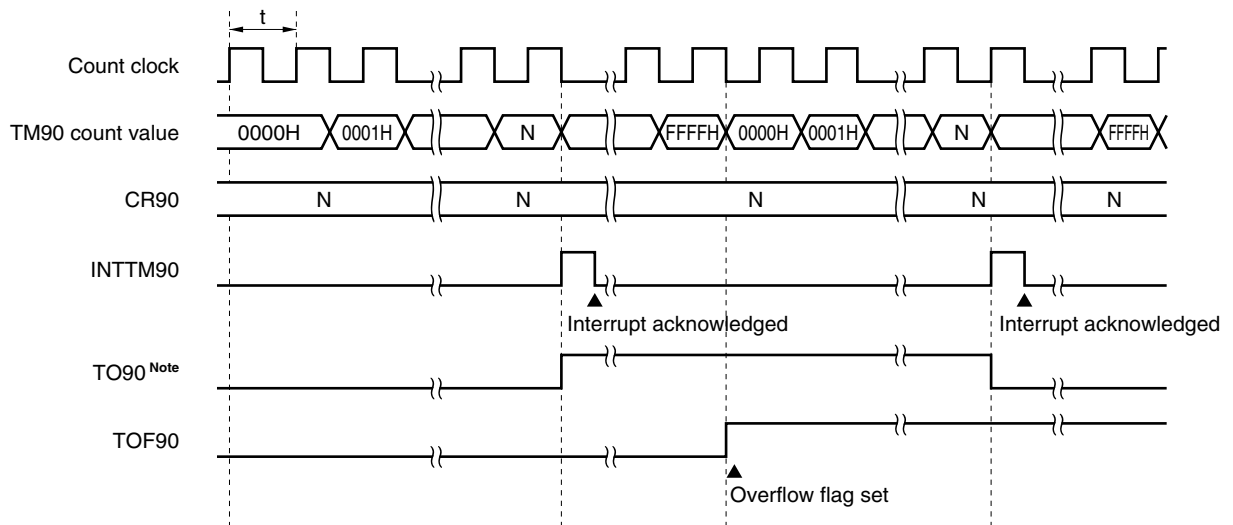 t
Count clock
TM90 count value 0000H 0001H N FFFFH 0000H 0001H N FFFFH
CR90 N N N N N
INTTM90
Interrupt acknowledged Interrupt acknowledged
TO90 Note
TOF90
Overflow flag set